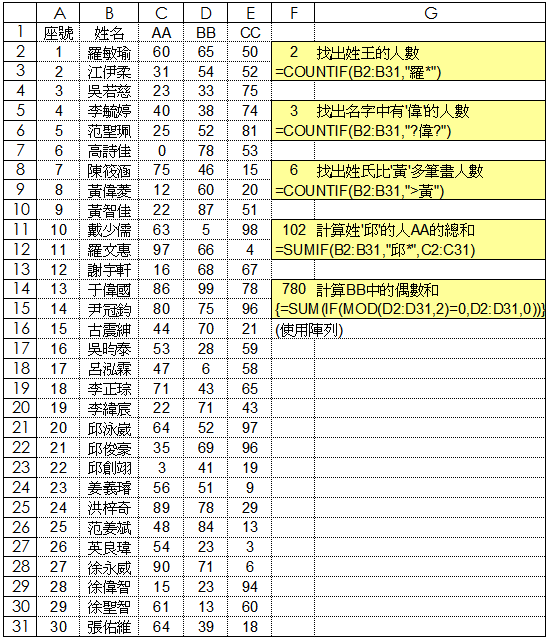 A B C D E F G
1 座號 姓名 AA BB CC
2 1 羅敏瑜 60 65 50 2 找出姓王的人數
3 2 江伊柔 31 54 52 =COUNTIF(B2:B31,"羅*")
4 3 吳若慈 23 33 75
5 4 李毓婷 40 38 74 3 找出名字中有'偉'的人數
6 5 范聖珮 25 52 81 =COUNTIF(B2:B31,"?偉?")
7 6 高詩佳 0 78 53
8 7 陳筱涵 75 46 15 6 找出姓氏比'黃'多筆畫人數
9 8 黃偉菱 12 60 20 =COUNTIF(B2:B31,">黃")
10 9 黃智佳 22 87 51
11 10 戴少儒 63 5 98 102 計算姓'邱'的人AA的總和
12 11 羅文惠 97 66 4 =SUMIF(B2:B31,"邱*",C2:C31)
13 12 謝宇軒 16 68 67
14 13 于偉國 86 99 78 780 計算BB中的偶數和
15 14 尹冠鈞 80 75 96 {=SUM(IF(MOD(D2:D31,2)=0,D2:D31,0))}
16 15 古震紳 44 70 21 (使用陣列)
17 16 吳昀泰 53 28 59
18 17 呂泓霖 47 6 58
19 18 李正琮 71 43 65
20 19 李緯宸 22 71 43
21 20 邱泳崴 64 52 97
22 21 邱俊豪 35 69 96
23 22 邱創翊 3 41 19
24 23 姜義璿 56 51 9
25 24 洪梓奇 89 78 29
26 25 范姜斌 48 84 13
27 26 英良瑋 54 23 3
28 27 徐永威 90 71 6
29 28 徐偉智 15 23 94
30 29 徐聖智 61 13 60
31 30 張佑維 64 39 18